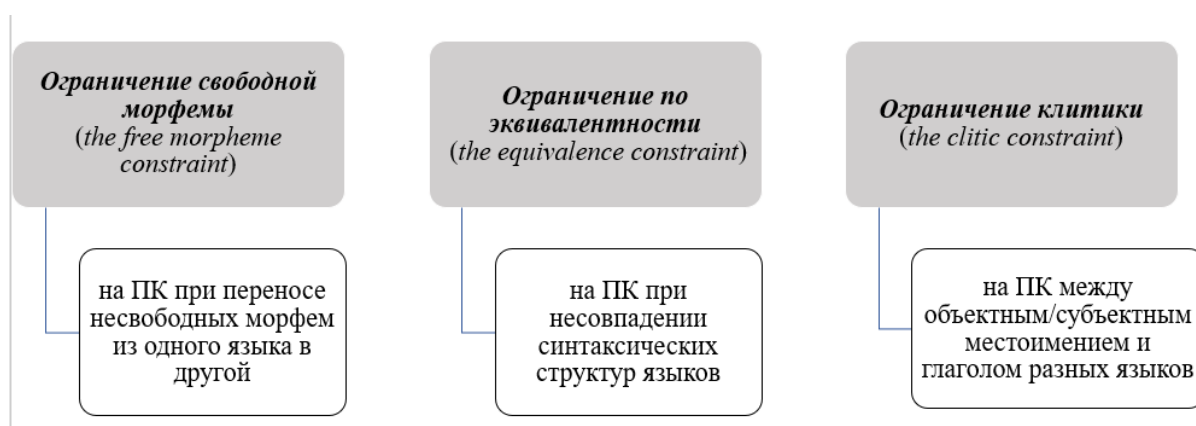 Ограничение свободной
морфемы
(the free morpheme
constraint)
на ПК при переносе
несвободных морфем
из одного языка в
другой
Ограничение по
эквивалентности
(the equivalence constraint)
на ПК при
несовпадении
синтаксических
структур языков
Ограничение клитики
(the clitic constraint)
на ПК между
объектным/субъектным
местоимением и
глаголом разных языков